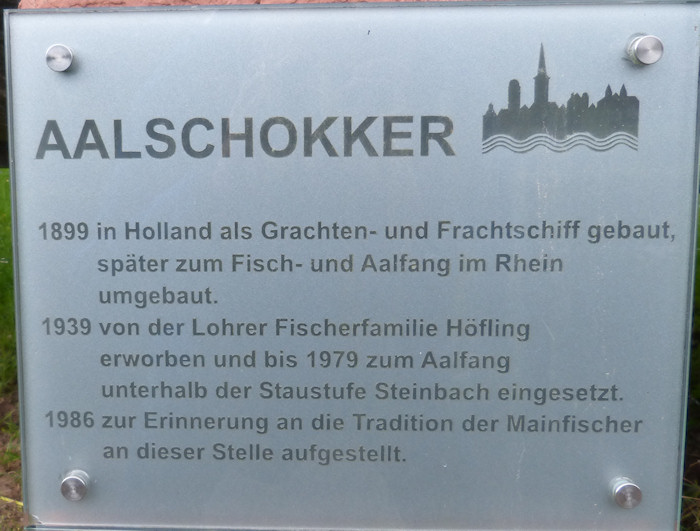 AALSCHOKKER
1899 in Holland als Grachten- und Frachtschiff gebaut,
später zum Fisch- und Aalfang im Rhein
umgebaut.
1939 von der Lohrer Fischerfamilie Höfling
erworben und bis 1979 zum Aalfang
unterhalb der Staustufe Steinbach eingesetzt.
1986 zur Erinnerung an die Tradition der Mainfischer
an dieser Stelle aufgestellt.